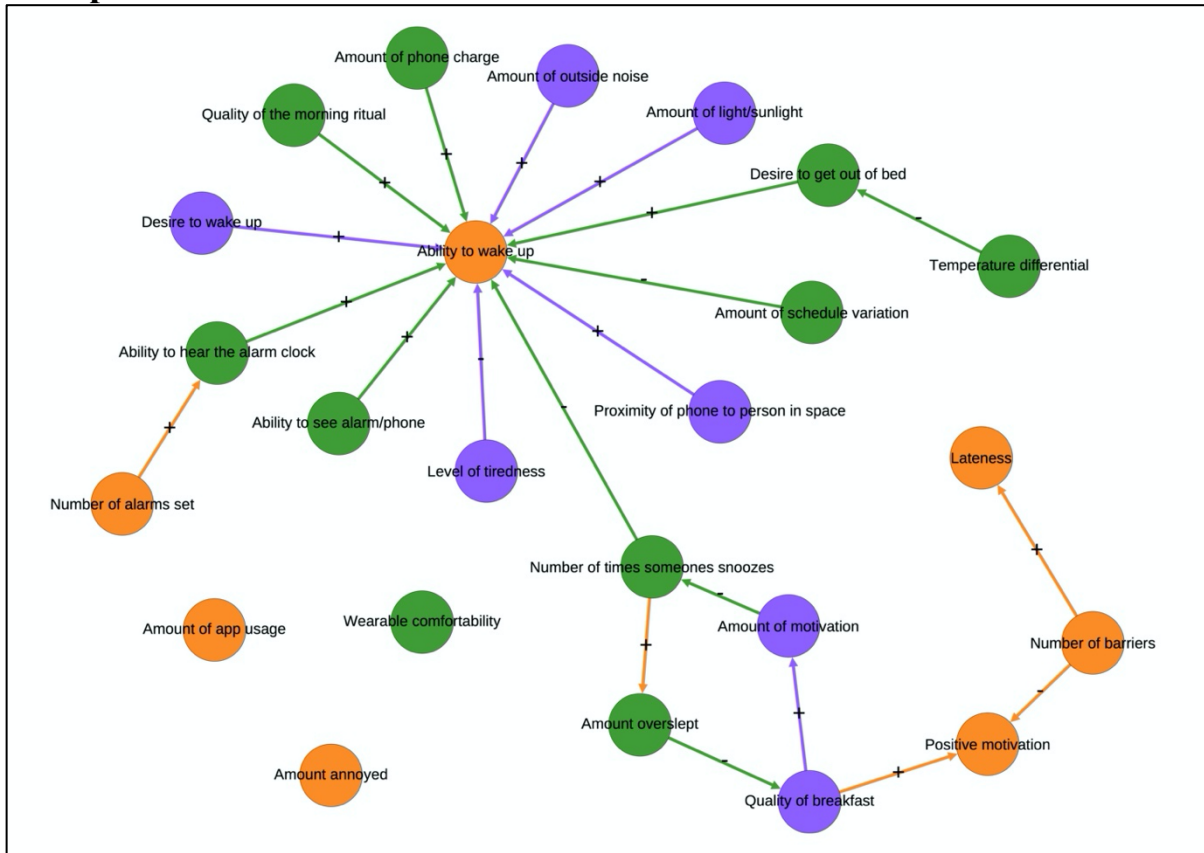 Amount of phone charge
Amount of outside noise
Quality of the morning ritual
Amount of light/sunlight
Desire to get out of bed
Desire to wake up
Ability to wake up
Temperature differential
Amount of schedule variation
Ability to hear the alarm clock
Ability to see alarm/phone
Proximity of phone to person in space
Level of tiredness
Lateness
Number of alarms set
Number of times someones snoozes
Amount of app usage
Wearable comfortability
Amount of motivation
Number of barriers
Amount overslept
Positive motivation
Amount annoyed
Quality of breakfast
+
+
+
+
+
+
-
+
-
+
+
-
+
+
-
+
-
+
+
-
+
-
+